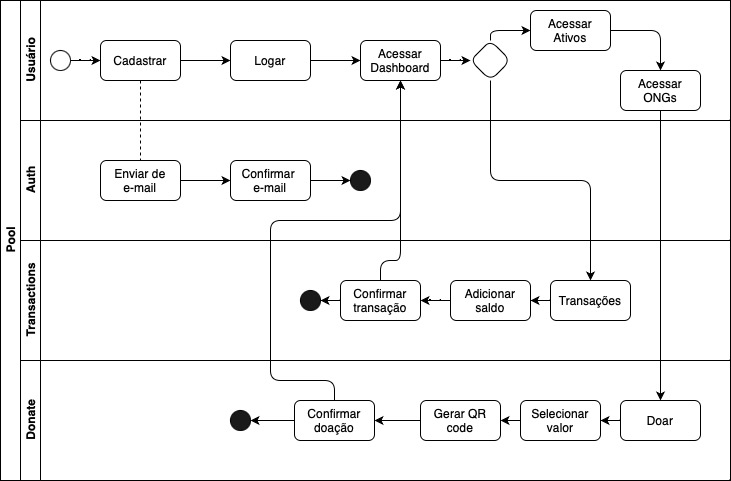 Pool
Usuário
Cadastrar
Logar
Acessar
Dashboard
Acessar
Ativos
Acessar
ONGs
Auth
Enviar de
e-mail
Confirmar
e-mail
Transactions
Confirmar
transação
Adicionar
saldo
Transações
Donate
Confirmar
doação
Gerar QR
code
Selecionar
valor
Doar